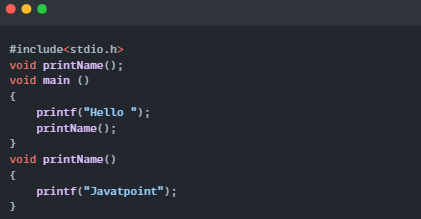 #include<stdio.h>
void printName();
void main ()
{
    printf("Hello ");
    printName();
}
void printName()
{
    printf("Javatpoint");
}